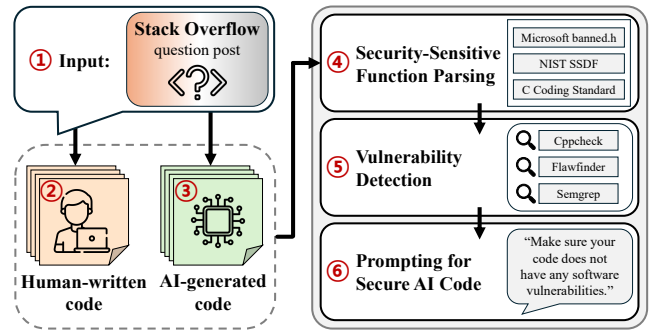 ① Input:
Stack Overflow
question post
<?>
②
Human-written
code
③
AI-generated
code
④ Security-Sensitive
Function Parsing
Microsoft banned.h
NIST SSDF
C Coding Standard
⑤ Vulnerability
Detection
Cppcheck
Flawfinder
Semgrep
⑥ Prompting for
Secure AI Code
“Make sure your
code does not
have any software
vulnerabilities.”